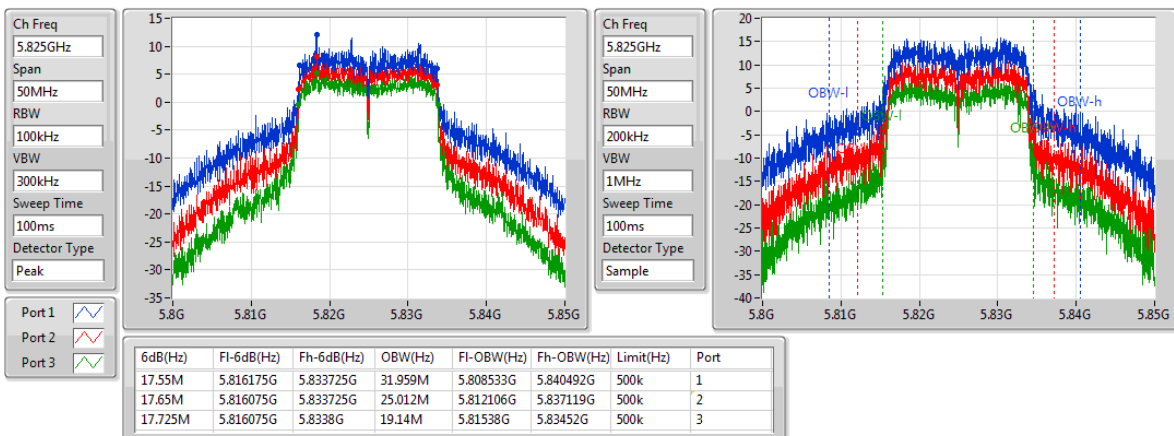 Ch Freq
5.825GHz
Span
50MHz
RBW
100kHz
VBW
300kHz
Sweep Time
100ms
Detector Type
Peak
Port 1
Port 2
Port 3
15
10
5
0
-5
-10
-15
-20
-25
-30
-35
5.8G 5.81G 5.82G 5.83G 5.84G 5.85G
Ch Freq
5.825GHz
Span
50MHz
RBW
200kHz
VBW
1MHz
Sweep Time
100ms
Detector Type
Sample
20
15
10
5
0
-5
-10
-15
-20
-25
-30
-35
-40
OBW-l
OBW-h
5.8G 5.81G 5.82G 5.83G 5.84G 5.85G
6dB(Hz) Fl-6dB(Hz) Fh-6dB(Hz) OBW(Hz) Fl-OBW(Hz) Fh-OBW(Hz) Limit(Hz) Port
17.55M 5.816175G 5.833725G 31.959M 5.808533G 5.840492G 500k 1
17.65M 5.816075G 5.833725G 25.012M 5.812106G 5.837119G 500k 2
17.725M 5.816075G 5.8338G 19.14M 5.81538G 5.83452G 500k 3